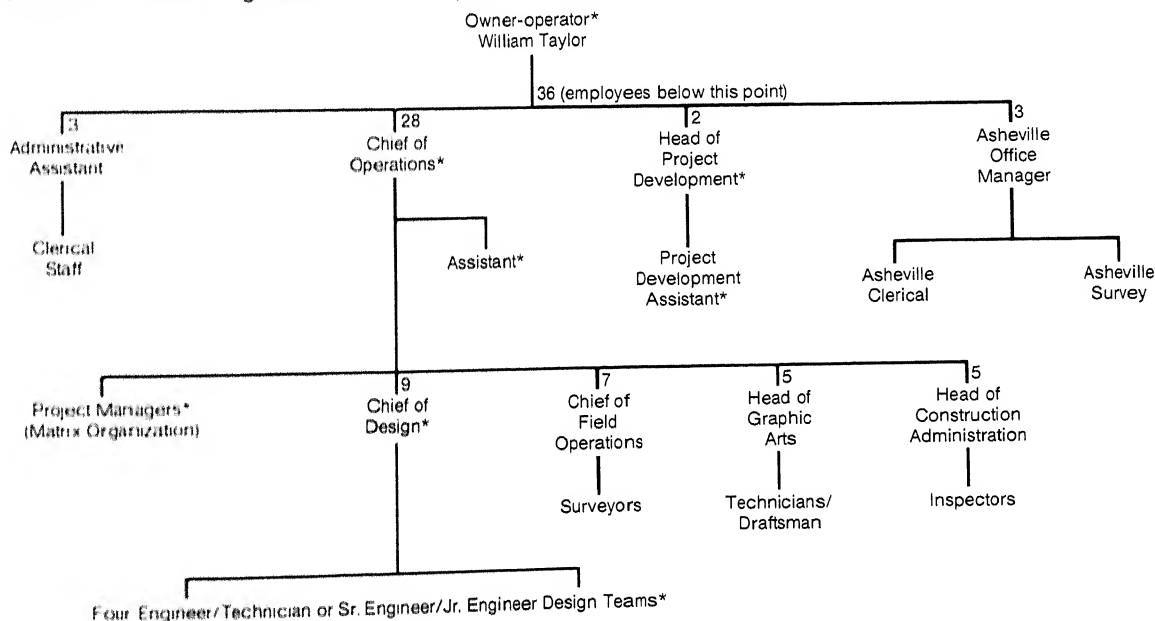 Owner-operator*
William Taylor
36 (employees below this point)
3
Administrative
Assistant
28
Chief of
Operations*
2
Head of
Project
Development*
3
Asheville
Office
Manager
Clerical
Staff
Assistant*
Project
Development
Assistant*
Asheville
Clerical
Asheville
Survey
Project Managers*
(Matrix Organization)
9
Chief of
Design*
7
Chief of
Field
Operations
5
Head of
Graphic
Arts
5
Head of
Construction
Administration
Surveyors
Technicians/
Draftsman
Inspectors
Four Engineer/Technician or Sr. Engineer/Jr. Engineer Design Teams*